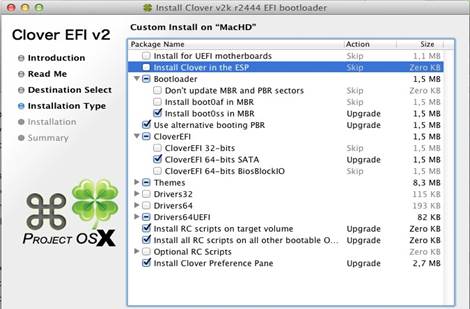 Install Clover v2k r2444 EFI bootloader
Clover EFI v2
Custom Install on “MacHD”
Introduction
Read Me
Destination Select
Installation Type
Installation
Summary
PROJECT OSX
Package Name Action Size
Install for UEFI motherboards Skip 1,1 MB
Install Clover in the ESP Skip Zero KB
Bootloader 1,5 MB
Don't update MBR and PBR sectors Skip Zero KB
Install boot0af in MBR Skip 1,5 MB
Install boot0ss in MBR Upgrade 1,5 MB
Use alternative booting PBR Upgrade Zero KB
CloverEFI 1,5 MB
CloverEFI 32-bits Skip 1,5 MB
CloverEFI 64-bits SATA Upgrade 1,5 MB
CloverEFI 64-bits BiosBlockIO Skip 1,5 MB
Themes 8,3 MB
Drivers32 115 KB
Drivers64 193 KB
Drivers64UEFI 82 KB
Install RC scripts on target volume Upgrade Zero KB
Install all RC scripts on all other bootable O... Upgrade Zero KB
Optional RC Scripts Zero KB
Install Clover Preference Pane Upgrade 2,7 MB